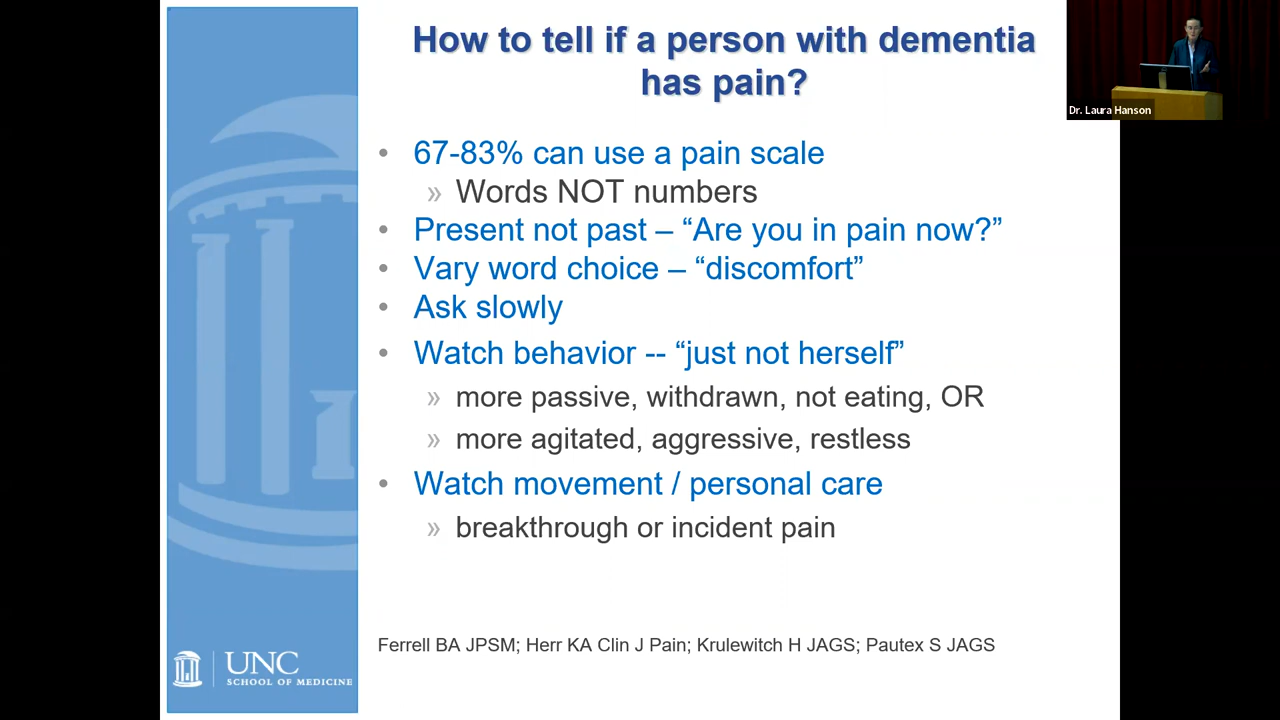 How to tell if a person with dementia
has pain?
Dr. Laura Hanson
• 67-83% can use a pain scale
» Words NOT numbers
• Present not past – “Are you in pain now?”
• Vary word choice – “discomfort”
• Ask slowly
• Watch behavior -- “just not herself”
» more passive, withdrawn, not eating, OR
» more agitated, aggressive, restless
• Watch movement / personal care
» breakthrough or incident pain
Ferrell BA JPSM; Herr KA Clin J Pain; Krulewitch H JAGS; Pautex S JAGS
UNC
SCHOOL OF MEDICINE